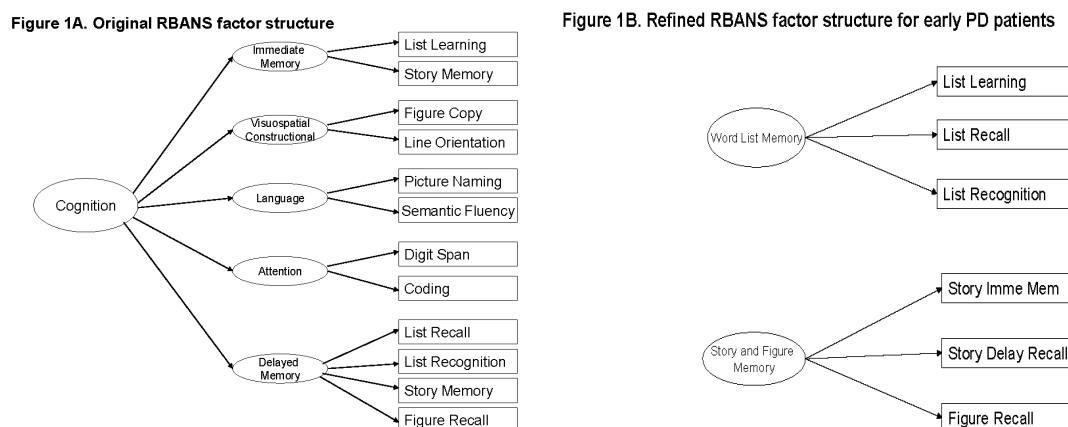 Figure 1A. Original RBANS factor structure
Cognition
Immediate
Memory
List Learning
Story Memory
Visuospatial
Constructional
Figure Copy
Line Orientation
Language
Picture Naming
Semantic Fluency
Attention
Digit Span
Coding
Delayed
Memory
List Recall
List Recognition
Story Memory
Figure Recall
Figure 1B. Refined RBANS factor structure for early PD patients
Word List Memory
List Learning
List Recall
List Recognition
Story and Figure
Memory
Story Imme Mem
Story Delay Recall
Figure Recall